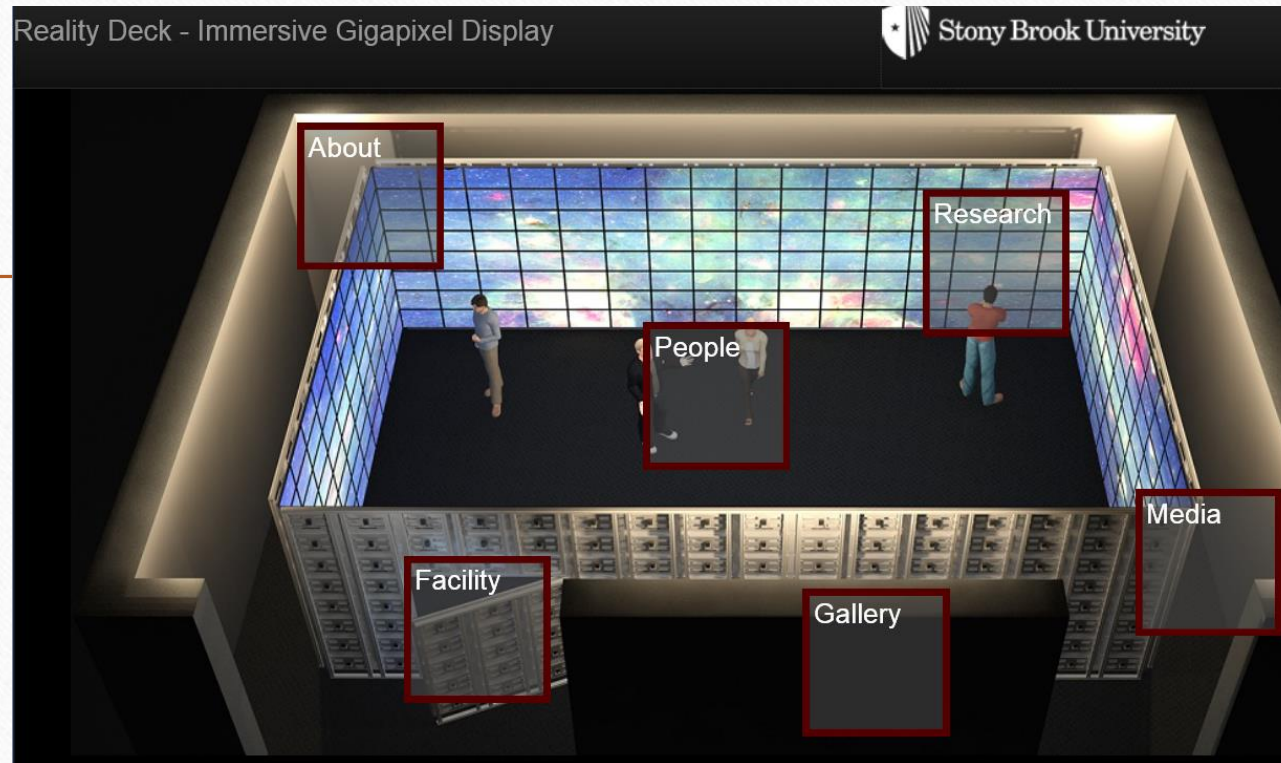 Reality Deck - Immersive Gigapixel Display
Stony Brook University
About
Research
People
Media
Facility
Gallery